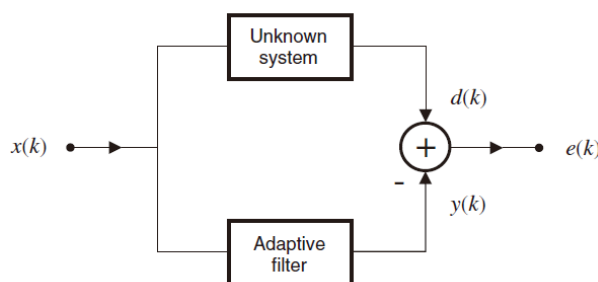 Unknown
system
d(k)
x(k)
+
e(k)
-
y(k)
Adaptive
filter